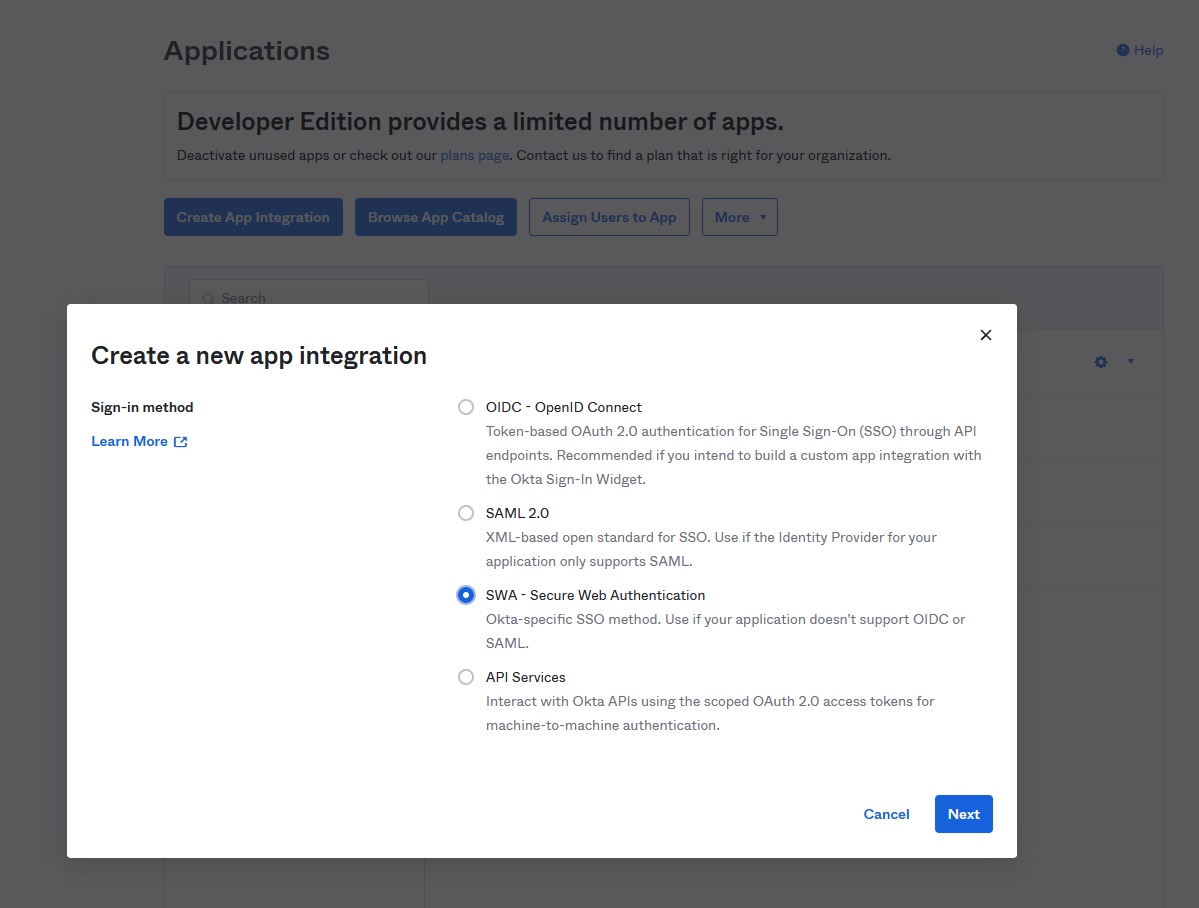 Applications
Help
Developer Edition provides a limited number of apps.
Deactivate unused apps or check out our plans page. Contact us to find a plan that is right for your organization.
Create App Integration
Browse App Catalog
Assign Users to App
More
Search
Create a new app integration
Sign-in method
Learn More
OIDC - OpenID Connect
Token-based OAuth 2.0 authentication for Single Sign-On (SSO) through API
endpoints. Recommended if you intend to build a custom app integration with
the Okta Sign-In Widget.
SAML 2.0
XML-based open standard for SSO. Use if the Identity Provider for your
application only supports SAML.
SWA - Secure Web Authentication
Okta-specific SSO method. Use if your application doesn't support OIDC or
SAML.
API Services
Interact with Okta APIs using the scoped OAuth 2.0 access tokens for
machine-to-machine authentication.
Cancel
Next